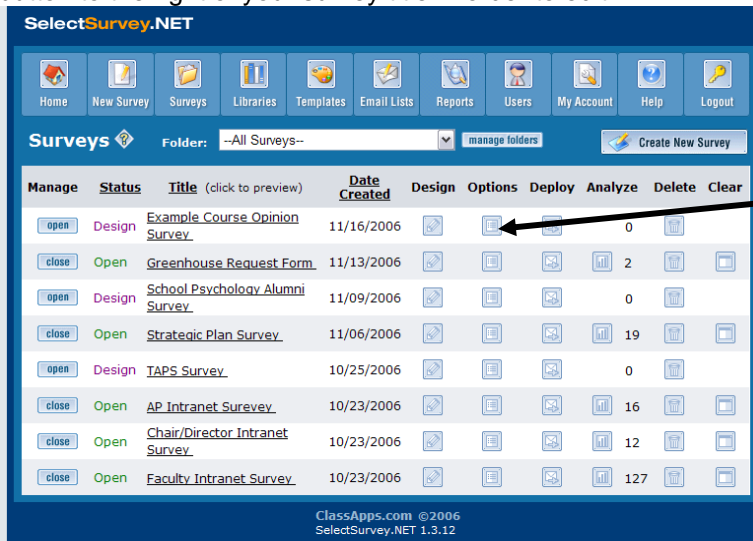 SelectSurvey.NET
Home New Survey Surveys Libraries Templates Email Lists Reports Users My Account Help Logout
Surveys Folder: --All Surveys-- manage folders Create New Survey
Manage Status Title (click to preview) Date Created Design Options Deploy Analyze Delete Clear
open Design Example Course Opinion Survey 11/16/2006 0
close Open Greenhouse Request Form 11/13/2006 2
open Design School Psychology Alumni Survey 11/09/2006 0
close Open Strategic Plan Survey 11/06/2006 19
open Design TAPS Survey 10/25/2006 0
close Open AP Intranet Surevey 10/23/2006 16
close Open Chair/Director Intranet Survey 10/23/2006 12
close Open Faculty Intranet Survey 10/23/2006 127
ClassApps.com ©2006
SelectSurvey.NET 1.3.12